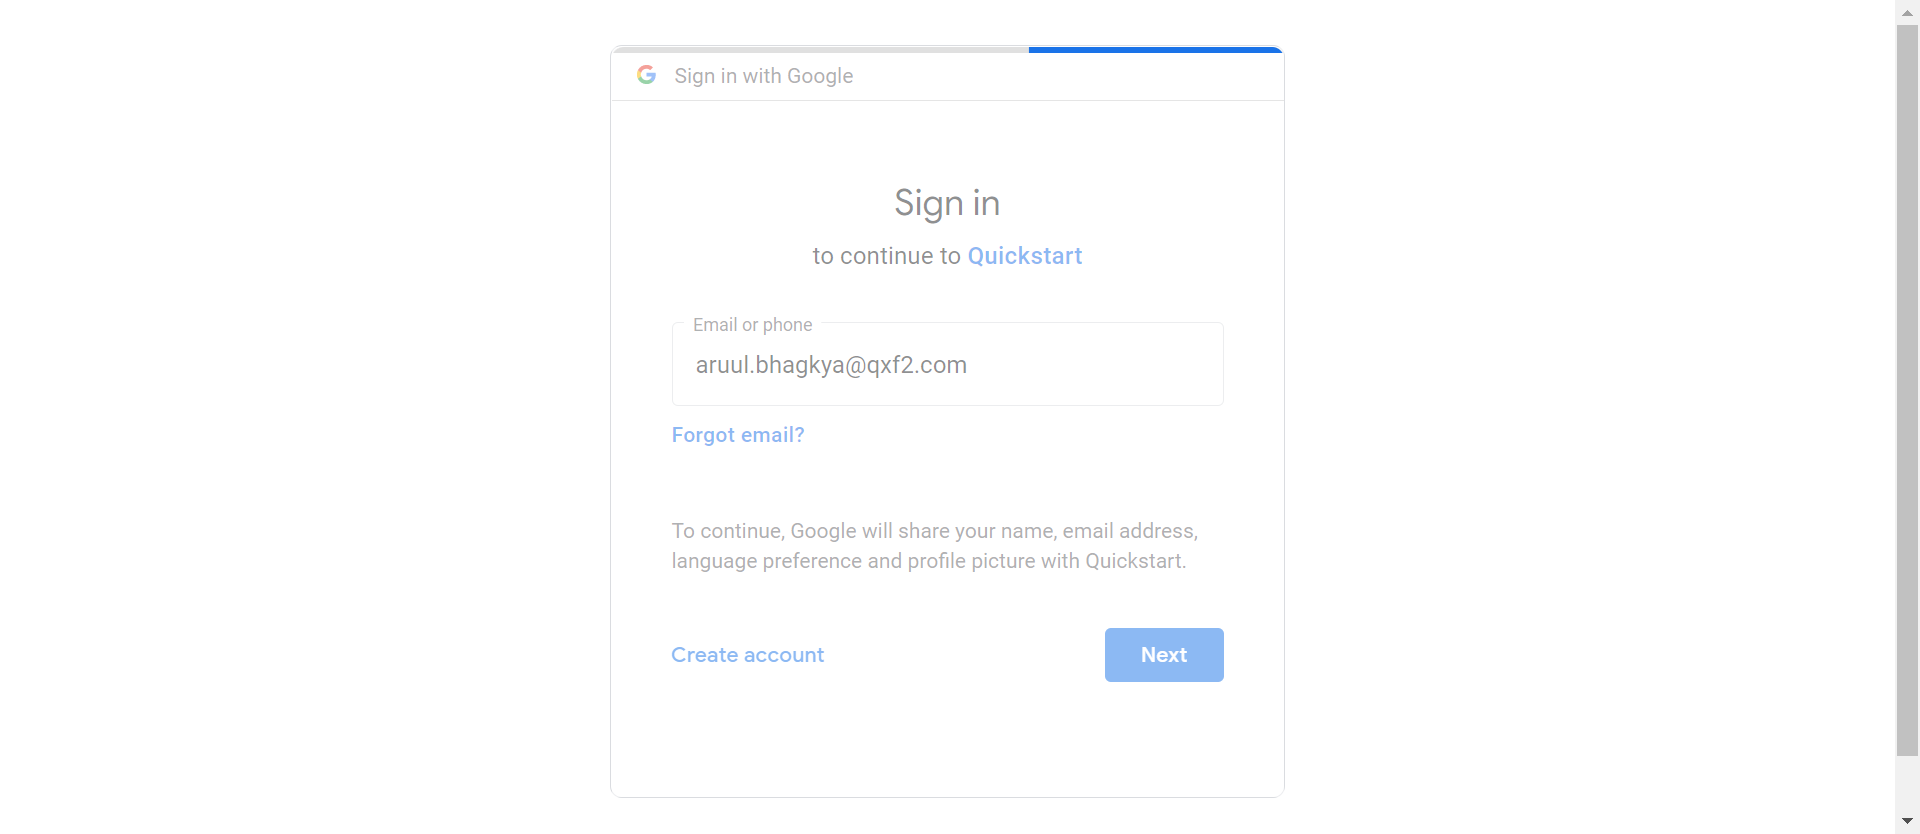 Sign in with Google
Sign in
to continue to Quickstart
Email or phone
aruul.bhagkya@qxf2.com
Forgot email?
To continue, Google will share your name, email address,
language preference and profile picture with Quickstart.
Create account
Next